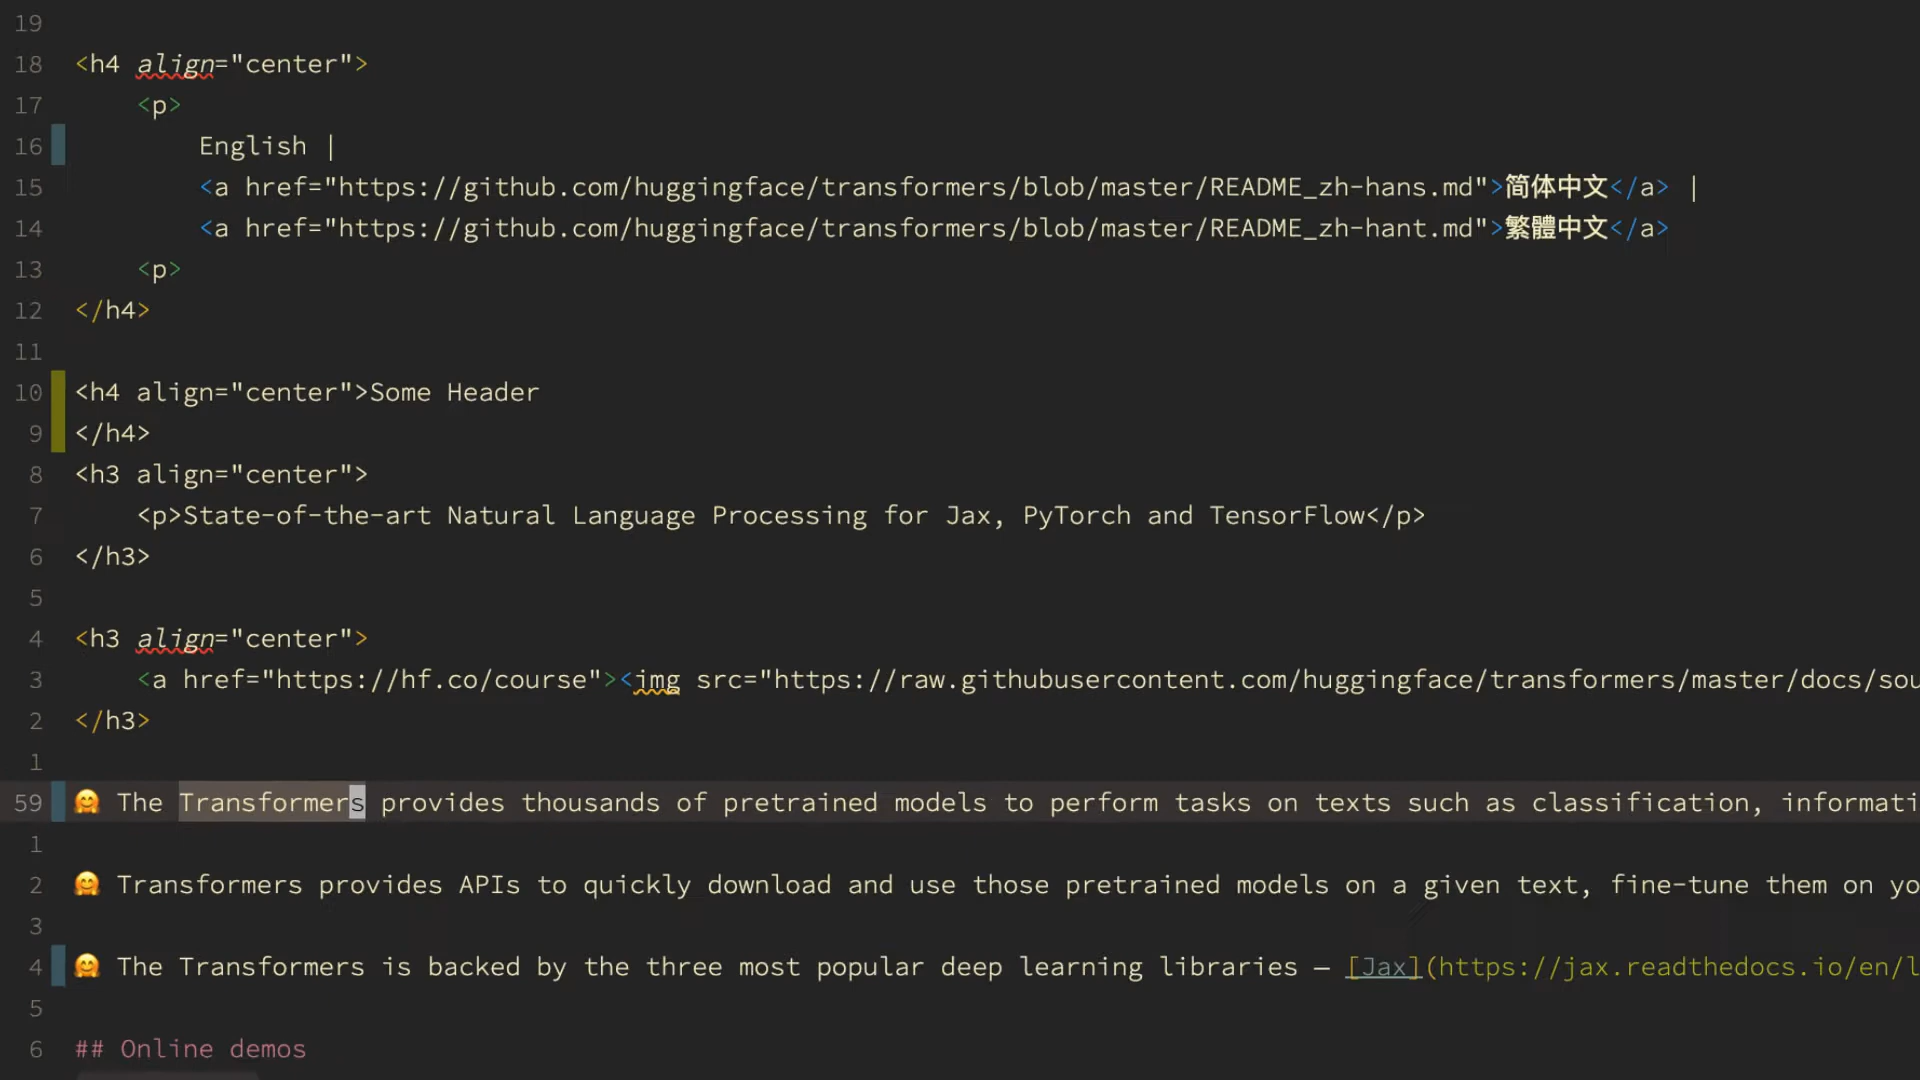 19
18 <h4 align="center">
17 <p>
16 English |
15 <a href="https://github.com/huggingface/transformers/blob/master/README_zh-hans.md">简体中文</a> |
14 <a href="https://github.com/huggingface/transformers/blob/master/README_zh-hant.md">繁體中文</a>
13 <p>
12 </h4>
11
10 <h4 align="center">Some Header
9 </h4>
8 <h3 align="center">
7 <p>State-of-the-art Natural Language Processing for Jax, PyTorch and TensorFlow</p>
6 </h3>
5
4 <h3 align="center">
3 <a href="https://hf.co/course"><img src="https://raw.githubusercontent.com/huggingface/transformers/master/docs/sou
2 </h3>
1
59 🤗 The Transformers provides thousands of pretrained models to perform tasks on texts such as classification, informati
1
2 🤗 Transformers provides APIs to quickly download and use those pretrained models on a given text, fine-tune them on yo
3
4 🤗 The Transformers is backed by the three most popular deep learning libraries — [Jax](https://jax.readthedocs.io/en/l
5
6 ## Online demos